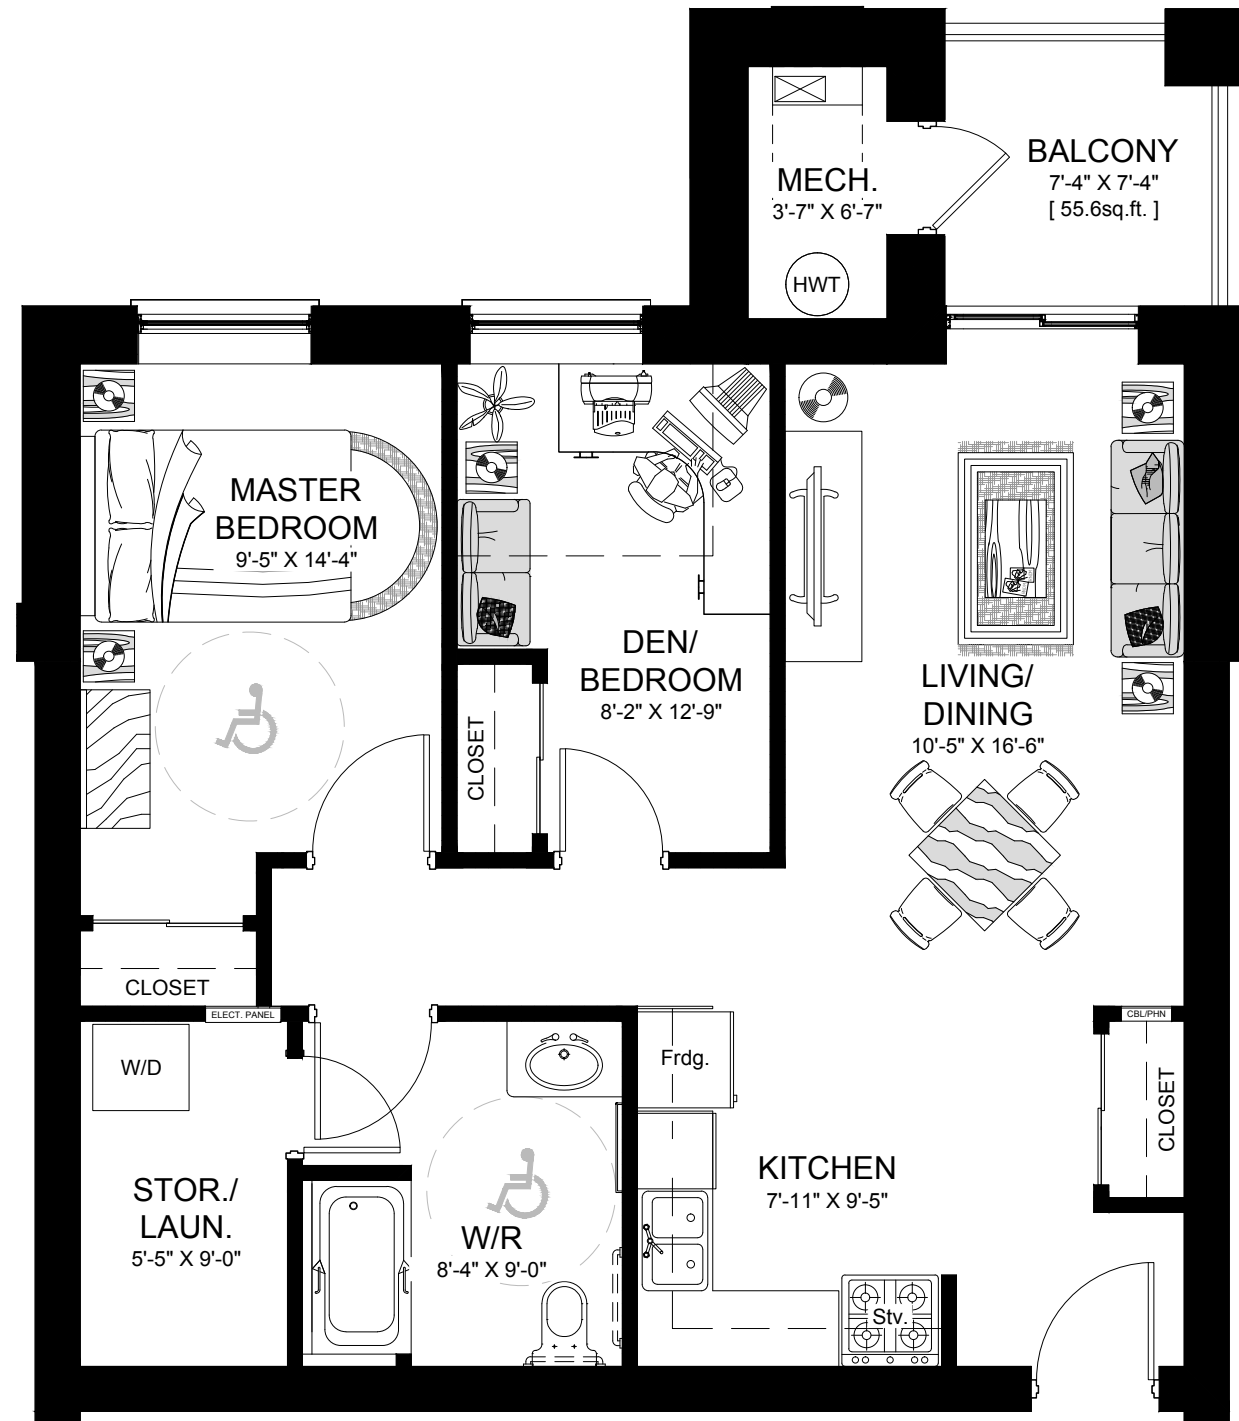 BALCONY
7'-4" X 7'-4"
[ 55.6sq.ft. ]
MECH.
3'-7" X 6'-7"
HWT
MASTER
BEDROOM
9'-5" X 14'-4"
DEN/
BEDROOM
8'-2" X 12'-9"
CLOSET
LIVING/
DINING
10'-5" X 16'-6"
CLOSET
ELECT. PANEL
CBL/PHN
W/D
Frdg.
CLOSET
STOR./
LAUN.
5'-5" X 9'-0"
W/R
8'-4" X 9'-0"
KITCHEN
7'-11" X 9'-5"
Stv.